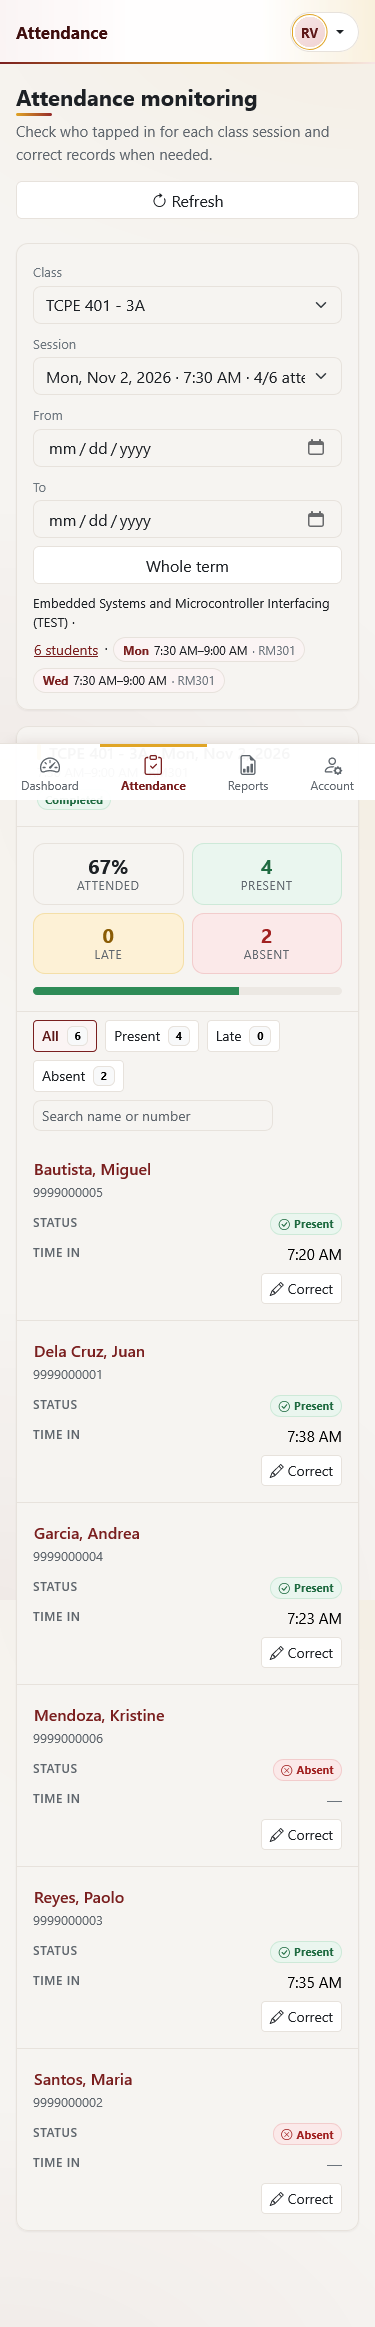 Attendance
RV
Attendance monitoring
Check who tapped in for each class session and
correct records when needed.
Refresh
Class
TCPE 401 - 3A
Session
Mon, Nov 2, 2026 · 7:30 AM · 4/6 atte
From
mm/dd/yyyy
To
mm/dd/yyyy
Whole term
Embedded Systems and Microcontroller Interfacing
(TEST) ·
6 students · Mon 7:30 AM–9:00 AM · RM301
Wed 7:30 AM–9:00 AM · RM301
TCPE 401 - 3A · Mon, Nov 2, 2026
Dashboard
Attendance
Reports
Account
Completed
67%
ATTENDED
4
PRESENT
0
LATE
2
ABSENT
All 6
Present 4
Late 0
Absent 2
Search name or number
Bautista, Miguel
9999000005
STATUS Present
TIME IN 7:20 AM
Correct
Dela Cruz, Juan
9999000001
STATUS Present
TIME IN 7:38 AM
Correct
Garcia, Andrea
9999000004
STATUS Present
TIME IN 7:23 AM
Correct
Mendoza, Kristine
9999000006
STATUS Absent
TIME IN —
Correct
Reyes, Paolo
9999000003
STATUS Present
TIME IN 7:35 AM
Correct
Santos, Maria
9999000002
STATUS Absent
TIME IN —
Correct